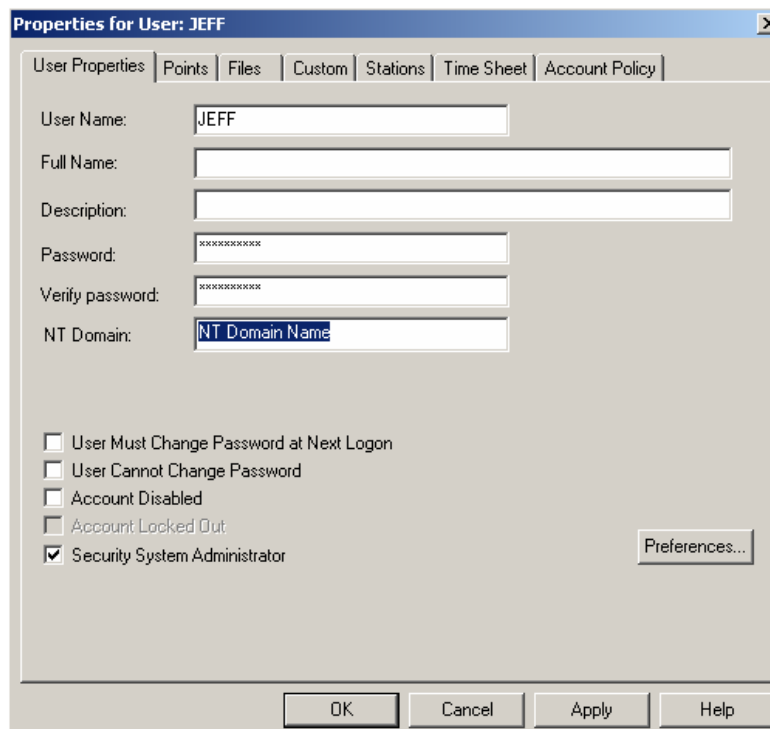 Properties for User: JEFF
User Properties Points Files Custom Stations Time Sheet Account Policy
User Name: JEFF
Full Name:
Description:
Password: **********
Verify password: **********
NT Domain: NT Domain Name
User Must Change Password at Next Logon
User Cannot Change Password
Account Disabled
Account Locked Out
Security System Administrator
Preferences...
OK Cancel Apply Help